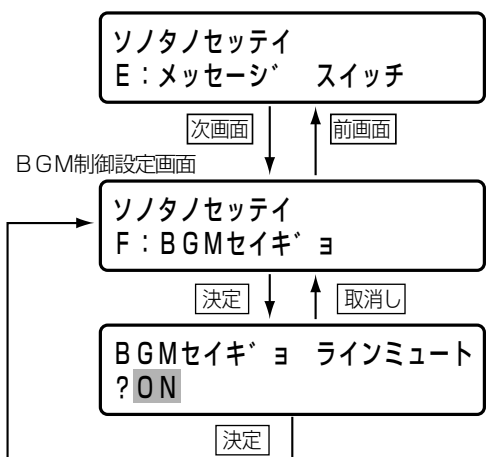 ソノタノセッテイ
E：メッセージ　スイッチ
次画面　前画面
BGM制御設定画面
ソノタノセッテイ
F：BGMセイギョ
決定　取消し
BGMセイギョ　ラインミュート
?ON
決定